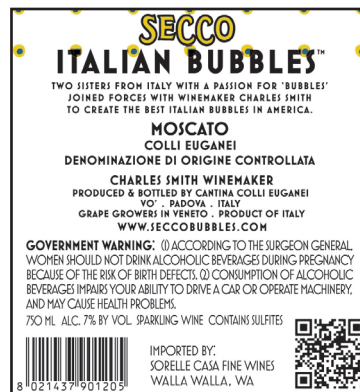 SECCO
ITALIAN BUBBLES™
TWO SISTERS FROM ITALY WITH A PASSION FOR 'BUBBLES'
JOINED FORCES WITH WINEMAKER CHARLES SMITH
TO CREATE THE BEST ITALIAN BUBBLES IN AMERICA.
MOSCATO
COLLI EUGANEI
DENOMINAZIONE DI ORIGINE CONTROLLATA
CHARLES SMITH WINEMAKER
PRODUCED & BOTTLED BY CANTINA COLLI EUGANEI
VO' . PADOVA . ITALY
GRAPE GROWERS IN VENETO . PRODUCT OF ITALY
WWW.SECCOBUBBLES.COM
GOVERNMENT WARNING: (1) ACCORDING TO THE SURGEON GENERAL,
WOMEN SHOULD NOT DRINK ALCOHOLIC BEVERAGES DURING PREGNANCY
BECAUSE OF THE RISK OF BIRTH DEFECTS. (2) CONSUMPTION OF ALCOHOLIC
BEVERAGES IMPAIRS YOUR ABILITY TO DRIVE A CAR OR OPERATE MACHINERY,
AND MAY CAUSE HEALTH PROBLEMS.
750 ML ALC. 7% BY VOL. SPARKLING WINE CONTAINS SULFITES
IMPORTED BY:
SORELLE CASA FINE WINES
WALLA WALLA, WA
8 021437 901205